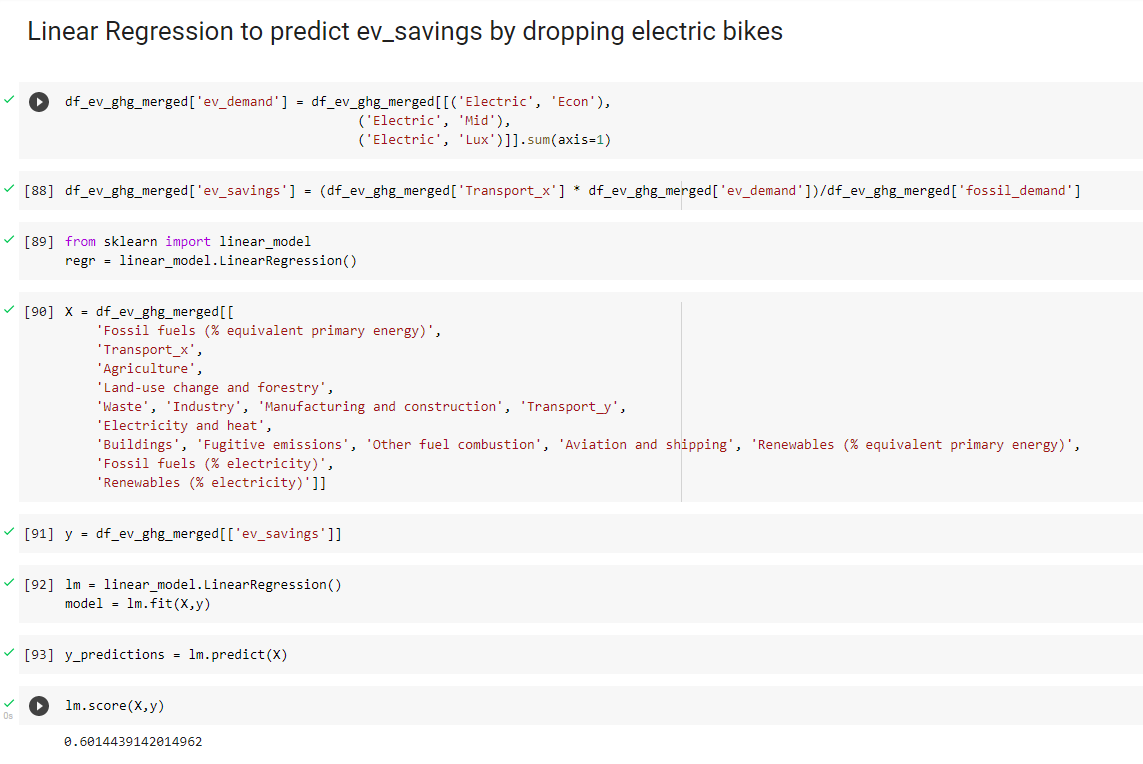 Linear Regression to predict ev_savings by dropping electric bikes
df_ev_ghg_merged['ev_demand'] = df_ev_ghg_merged[[('Electric', 'Econ'),
('Electric', 'Mid'),
('Electric', 'Lux')]].sum(axis=1)
[88] df_ev_ghg_merged['ev_savings'] = (df_ev_ghg_merged['Transport_x'] * df_ev_ghg_merged['ev_demand'])/df_ev_ghg_merged['fossil_demand']
[89] from sklearn import linear_model
regr = linear_model.LinearRegression()
[90] X = df_ev_ghg_merged[[
'Fossil fuels (% equivalent primary energy)',
'Transport_x',
'Agriculture',
'Land-use change and forestry',
'Waste', 'Industry', 'Manufacturing and construction', 'Transport_y',
'Electricity and heat',
'Buildings', 'Fugitive emissions', 'Other fuel combustion', 'Aviation and shipping', 'Renewables (% equivalent primary energy)',
'Fossil fuels (% electricity)',
'Renewables (% electricity)']]
[91] y = df_ev_ghg_merged[['ev_savings']]
[92] lm = linear_model.LinearRegression()
model = lm.fit(X,y)
[93] y_predictions = lm.predict(X)
lm.score(X,y)
0s
0.6014439142014962